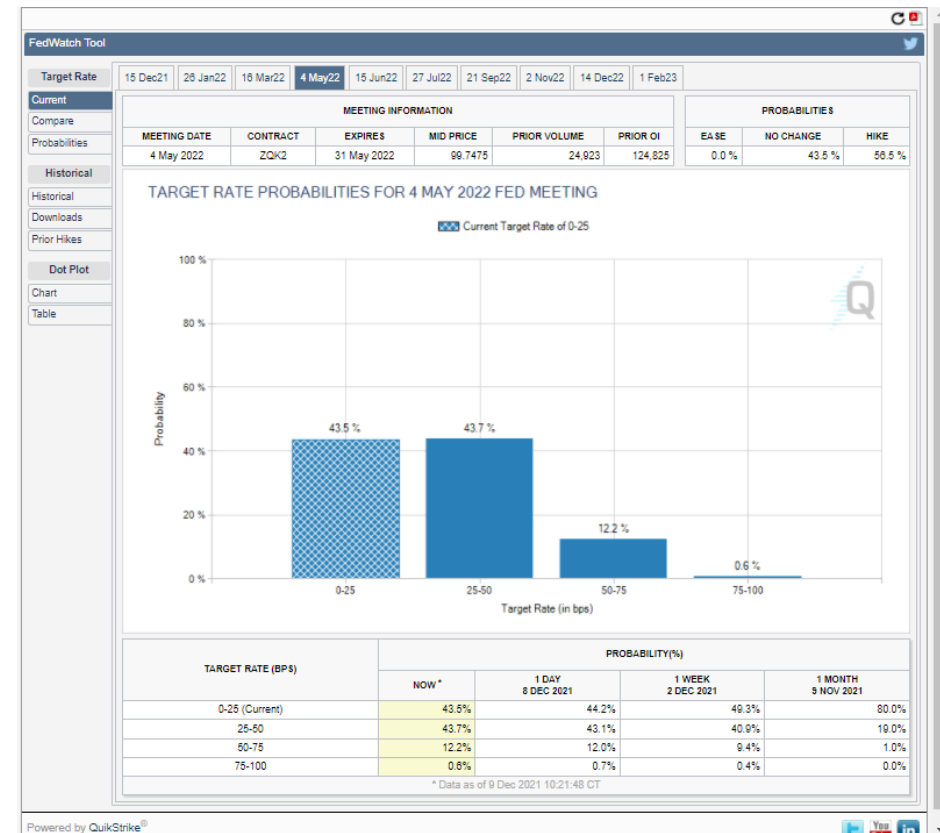 FedWatch Tool
Target Rate
Current
Compare
Probabilities
Historical
Historical
Downloads
Prior Hikes
Dot Plot
Chart
Table
15 Dec21 26 Jan22 16 Mar22 4 May22 15 Jun22 27 Jul22 21 Sep22 2 Nov22 14 Dec22 1 Feb23
MEETING INFORMATION PROBABILITIES
MEETING DATE CONTRACT EXPIRES MID PRICE PRIOR VOLUME PRIOR OI EASE NO CHANGE HIKE
4 May 2022 ZQK2 31 May 2022 99.7475 24,923 124,825 0.0 % 43.5 % 56.5 %
TARGET RATE PROBABILITIES FOR 4 MAY 2022 FED MEETING
Current Target Rate of 0-25
Q
Probability
100 %
80 %
60 %
40 %
20 %
0 %
43.5 % 43.7 % 12.2 % 0.6 %
0-25 25-50 50-75 75-100
Target Rate (in bps)
TARGET RATE (BPS) PROBABILITY(%)
NOW * 1 DAY 1 WEEK 1 MONTH
8 DEC 2021 2 DEC 2021 9 NOV 2021
0-25 (Current) 43.5% 44.2% 49.3% 80.0%
25-50 43.7% 43.1% 40.9% 19.0%
50-75 12.2% 12.0% 9.4% 1.0%
75-100 0.6% 0.7% 0.4% 0.0%
* Data as of 9 Dec 2021 10:21:48 CT
Powered by QuikStrike®
You
in